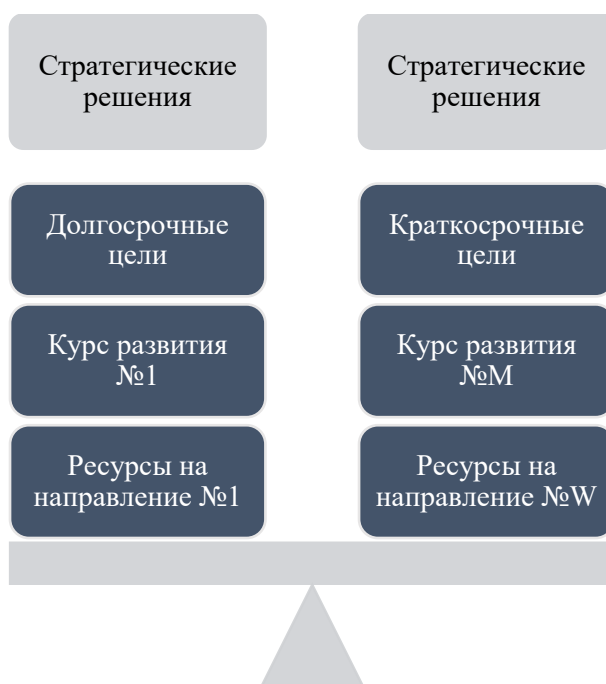 Стратегические
решения
Стратегические
решения
Долгосрочные
цели
Краткосрочные
цели
Курс развития
№1
Курс развития
№М
Ресурсы на
направление №1
Ресурсы на
направление №W